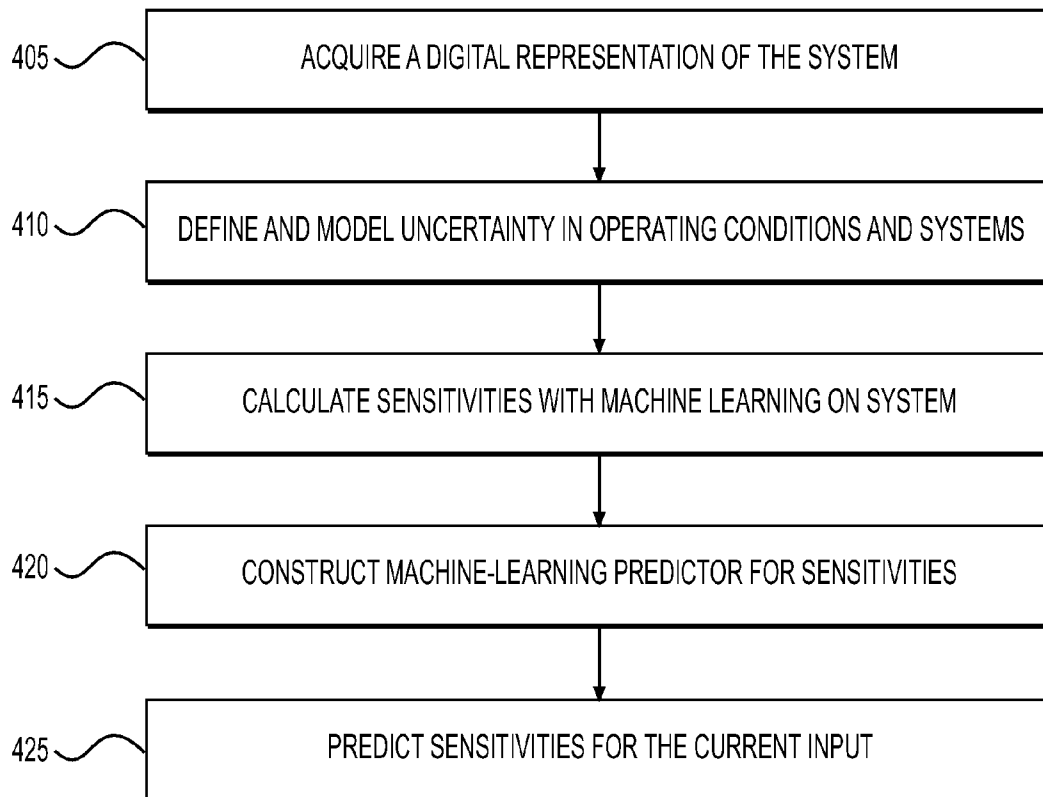 405
ACQUIRE A DIGITAL REPRESENTATION OF THE SYSTEM
410
DEFINE AND MODEL UNCERTAINTY IN OPERATING CONDITIONS AND SYSTEMS
415
CALCULATE SENSITIVITIES WITH MACHINE LEARNING ON SYSTEM
420
CONSTRUCT MACHINE-LEARNING PREDICTOR FOR SENSITIVITIES
425
PREDICT SENSITIVITIES FOR THE CURRENT INPUT